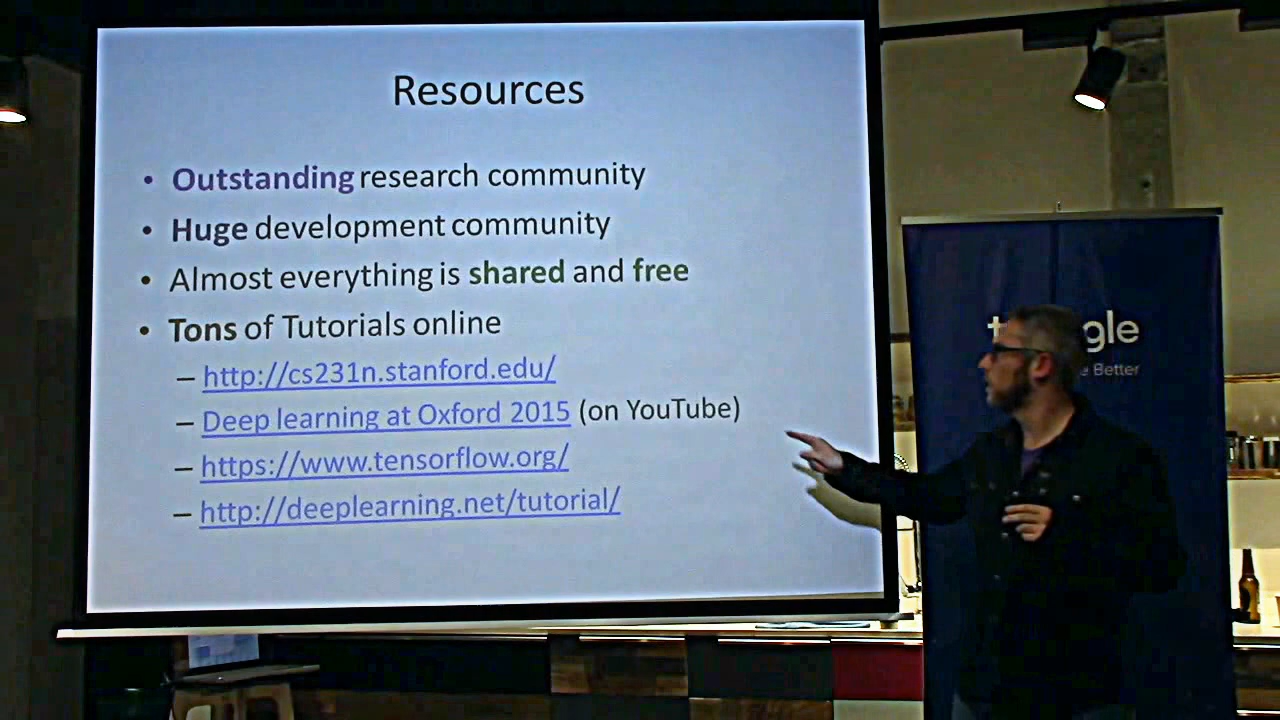 Resources
• Outstanding research community
• Huge development community
• Almost everything is shared and free
• Tons of Tutorials online
– http://cs231n.stanford.edu/
– Deep learning at Oxford 2015 (on YouTube)
– https://www.tensorflow.org/
– http://deeplearning.net/tutorial/
Better